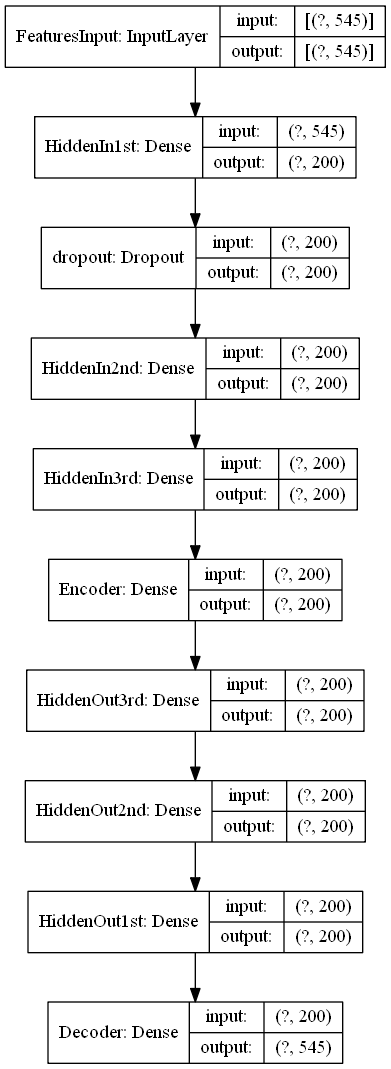 FeaturesInput: InputLayer
input: [(?, 545)]
output: [(?, 545)]
HiddenIn1st: Dense
input: (?, 545)
output: (?, 200)
dropout: Dropout
input: (?, 200)
output: (?, 200)
HiddenIn2nd: Dense
input: (?, 200)
output: (?, 200)
HiddenIn3rd: Dense
input: (?, 200)
output: (?, 200)
Encoder: Dense
input: (?, 200)
output: (?, 200)
HiddenOut3rd: Dense
input: (?, 200)
output: (?, 200)
HiddenOut2nd: Dense
input: (?, 200)
output: (?, 200)
HiddenOut1st: Dense
input: (?, 200)
output: (?, 200)
Decoder: Dense
input: (?, 200)
output: (?, 545)